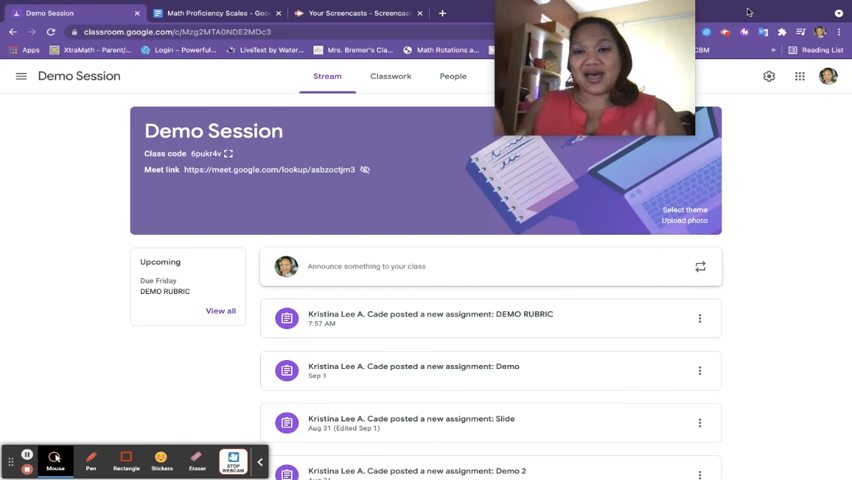 Demo Session
Math Proficiency Scales - Goo
Your Screencasts - Screencast
classroom.google.com/c/Mzg2MTA0NDE2MDc3
Apps
XtraMath - Parent/...
Login – Powerful...
LiveText by Water...
Mrs. Bremer's Cla...
Math Rotations a...
CBM
»
Reading List
Demo Session
Stream
Classwork
People
Demo Session
Class code 6pukr4v
Meet link https://meet.google.com/lookup/asbzoctjm3
Select theme
Upload photo
Upcoming
Due Friday
DEMO RUBRIC
View all
Announce something to your class
Kristina Lee A. Cade posted a new assignment: DEMO RUBRIC
7:57 AM
Kristina Lee A. Cade posted a new assignment: Demo
Sep 1
Kristina Lee A. Cade posted a new assignment: Slide
Aug 31 (Edited Sep 1)
Kristina Lee A. Cade posted a new assignment: Demo 2
Mouse
Pen
Rectangle
Stickers
Eraser
STOP
WEBCAM